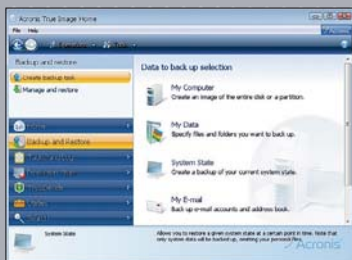 Acronis True Image Home
File Help
Backup and restore
Create backup task
Manage and restore
Home
Backup and Restore
Data to back up selection
My Computer
Create an image of the entire disk or a partition.
My Data
Specify files and folders you want to back up.
System State
Create a backup of your current system state.
My E-mail
Back up e-mail accounts and address book.
System State
Allows you to restore a given system state at a certain point in time. Note that
only system data will be backed up, omitting your personal files.
Acronis